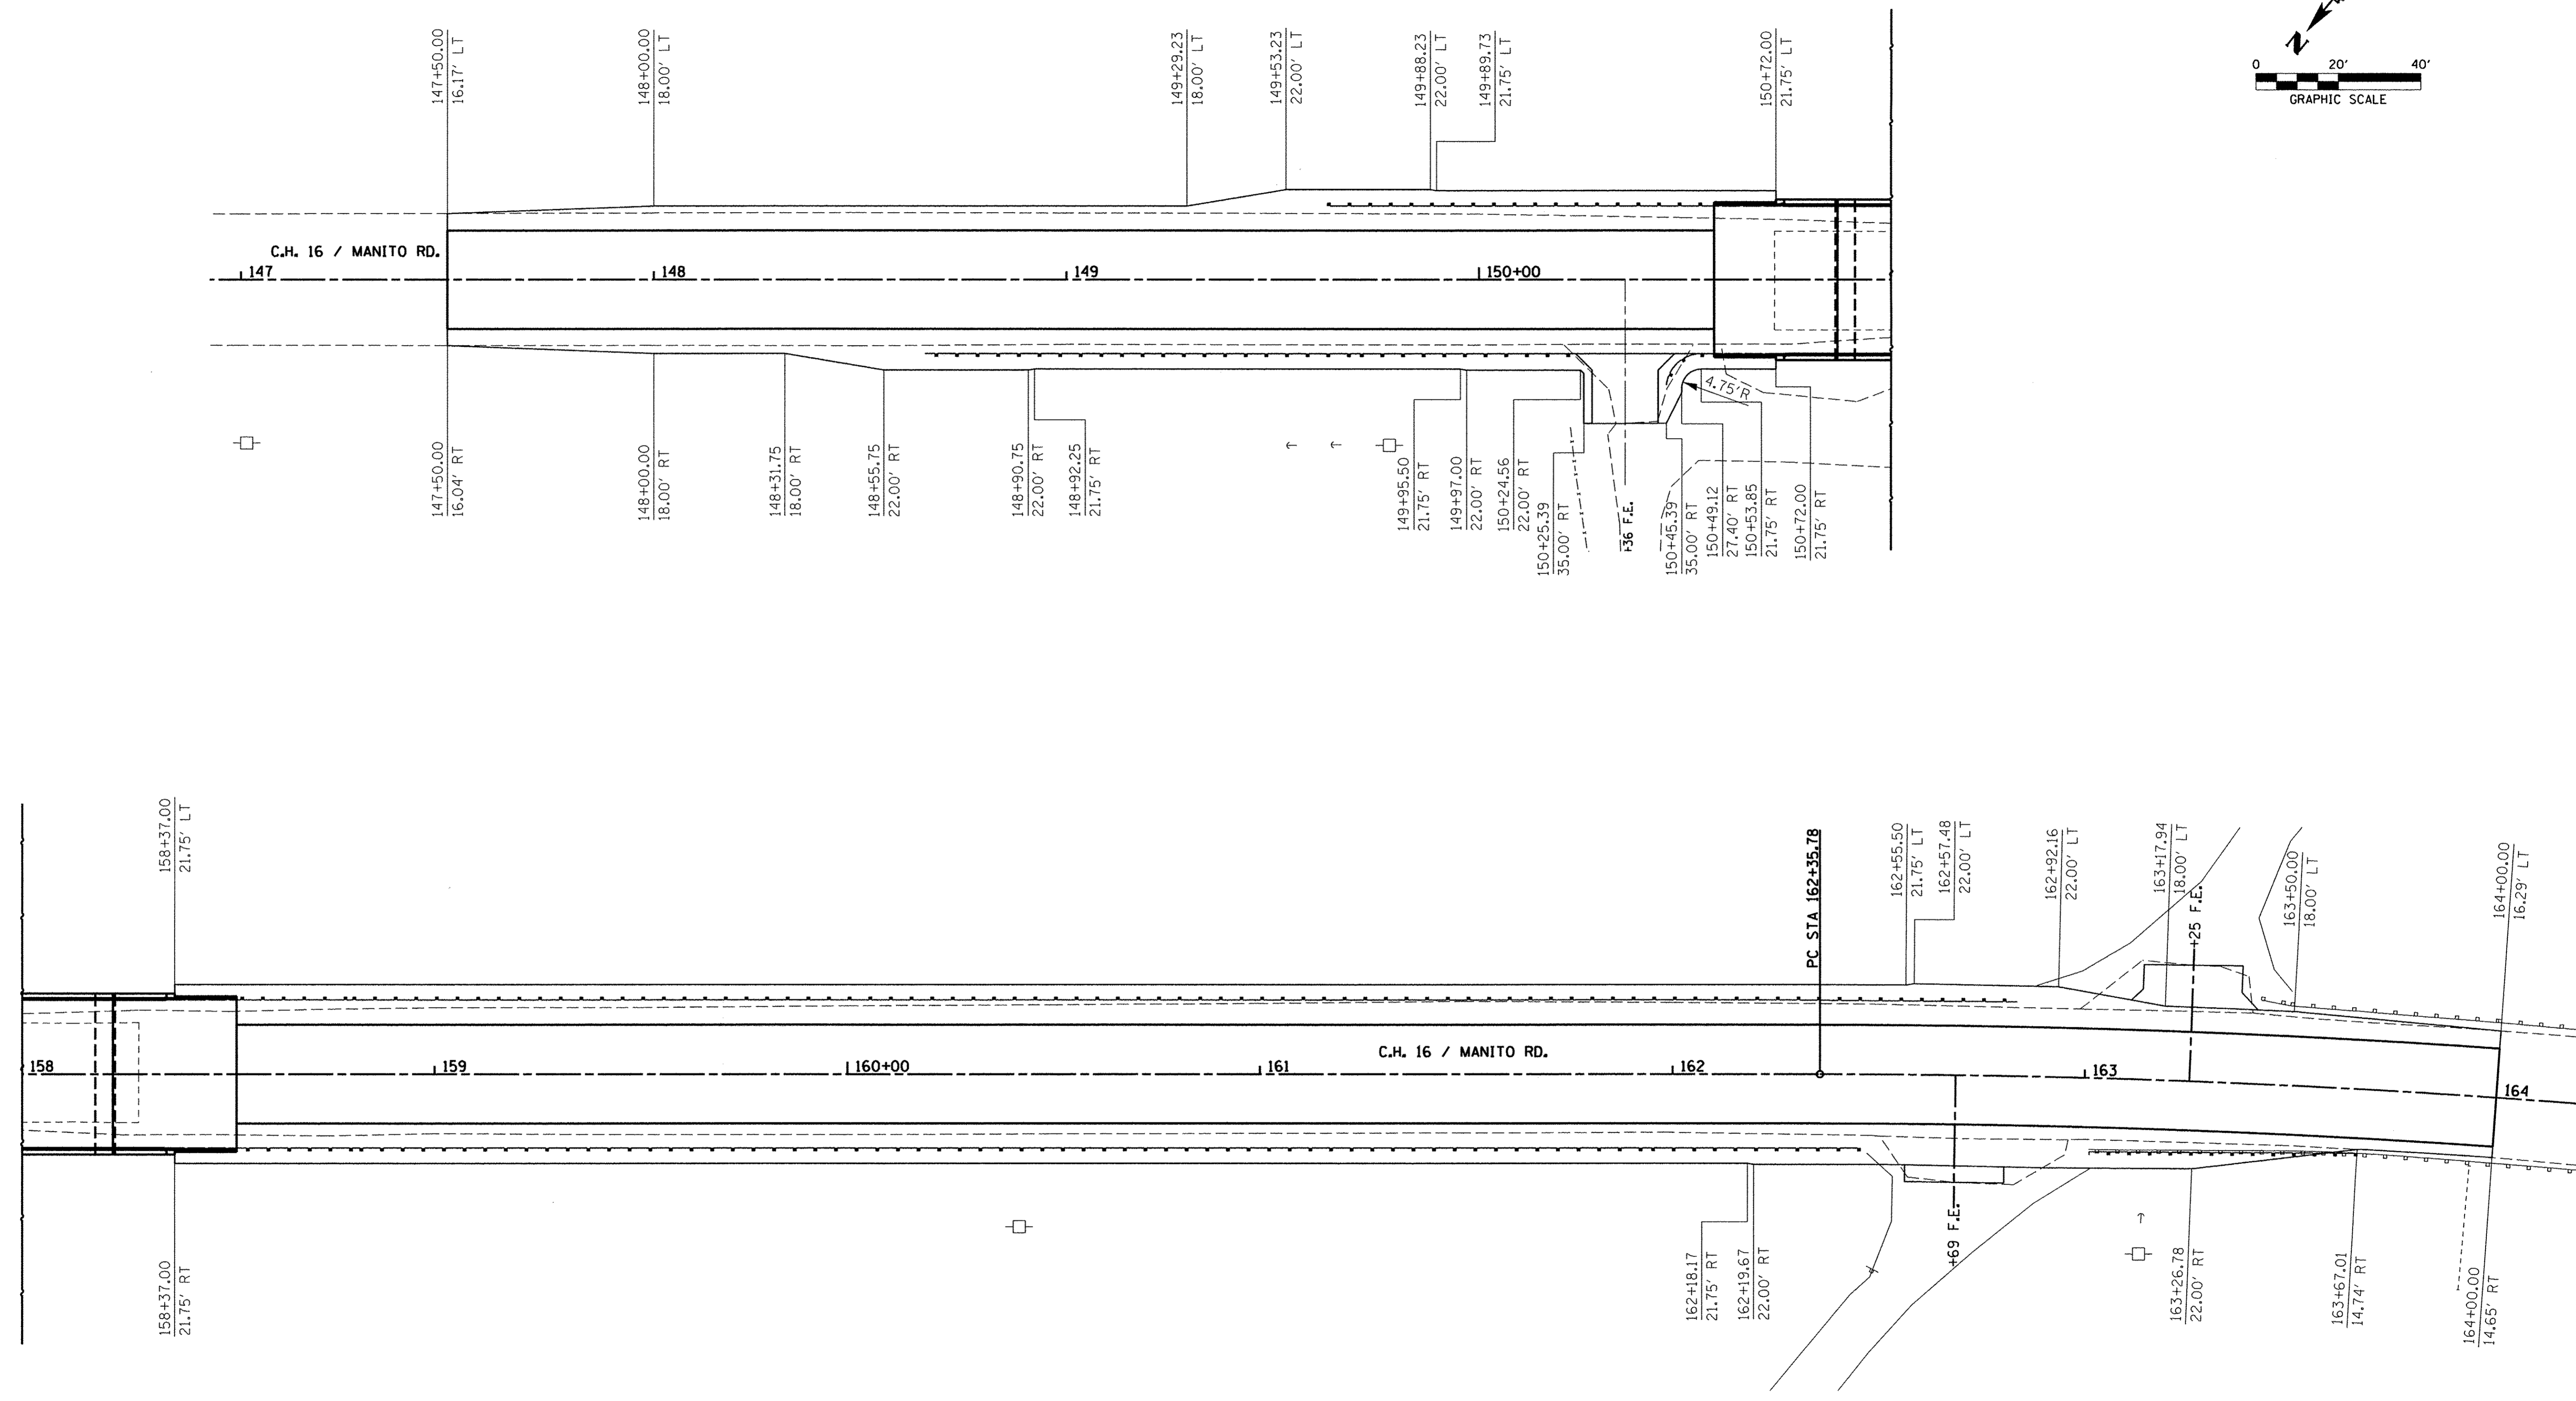 147+50.00
16.17' LT
148+00.00
18.00' LT
149+29.23
18.00' LT
149+53.23
22.00' LT
149+88.23
22.00' LT
149+89.73
21.75' LT
150+72.00
21.75' LT
N
0 20' 40'
GRAPHIC SCALE
C.H. 16 / MANITO RD.
147
148
149
150+00
4.75'R
147+50.00
16.04' RT
148+00.00
18.00' RT
148+31.75
18.00' RT
148+55.75
22.00' RT
148+90.75
22.00' RT
148+92.25
21.75' RT
149+95.50
21.75' RT
149+97.00
22.00' RT
150+24.56
22.00' RT
150+25.39
35.00' RT
+36 F.E.
150+45.39
35.00' RT
150+49.12
27.40' RT
150+53.85
21.75' RT
150+72.00
21.75' RT
158+37.00
21.75' LT
PC STA 162+35.78
162+55.50
21.75' LT
162+57.48
22.00' LT
162+92.16
22.00' LT
163+17.94
18.00' LT
+25 F.E.
163+50.00
18.00' LT
164+00.00
16.29' LT
C.H. 16 / MANITO RD.
158
159
160+00
161
162
163
164
158+37.00
21.75' RT
162+18.17
21.75' RT
162+19.67
22.00' RT
+69 F.E.
163+26.78
22.00' RT
163+67.01
14.74' RT
164+00.00
14.65' RT